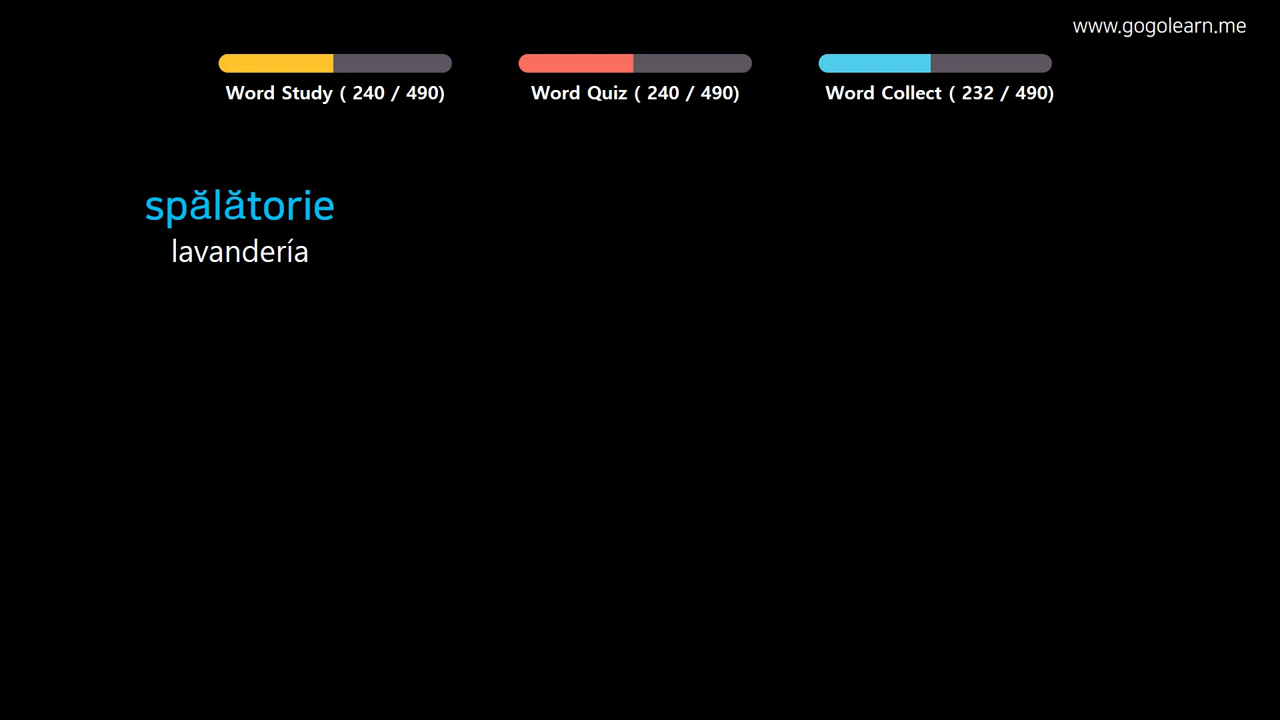 www.gogolearn.me
Word Study ( 240 / 490)
Word Quiz ( 240 / 490)
Word Collect ( 232 / 490)
spălătorie
lavandería